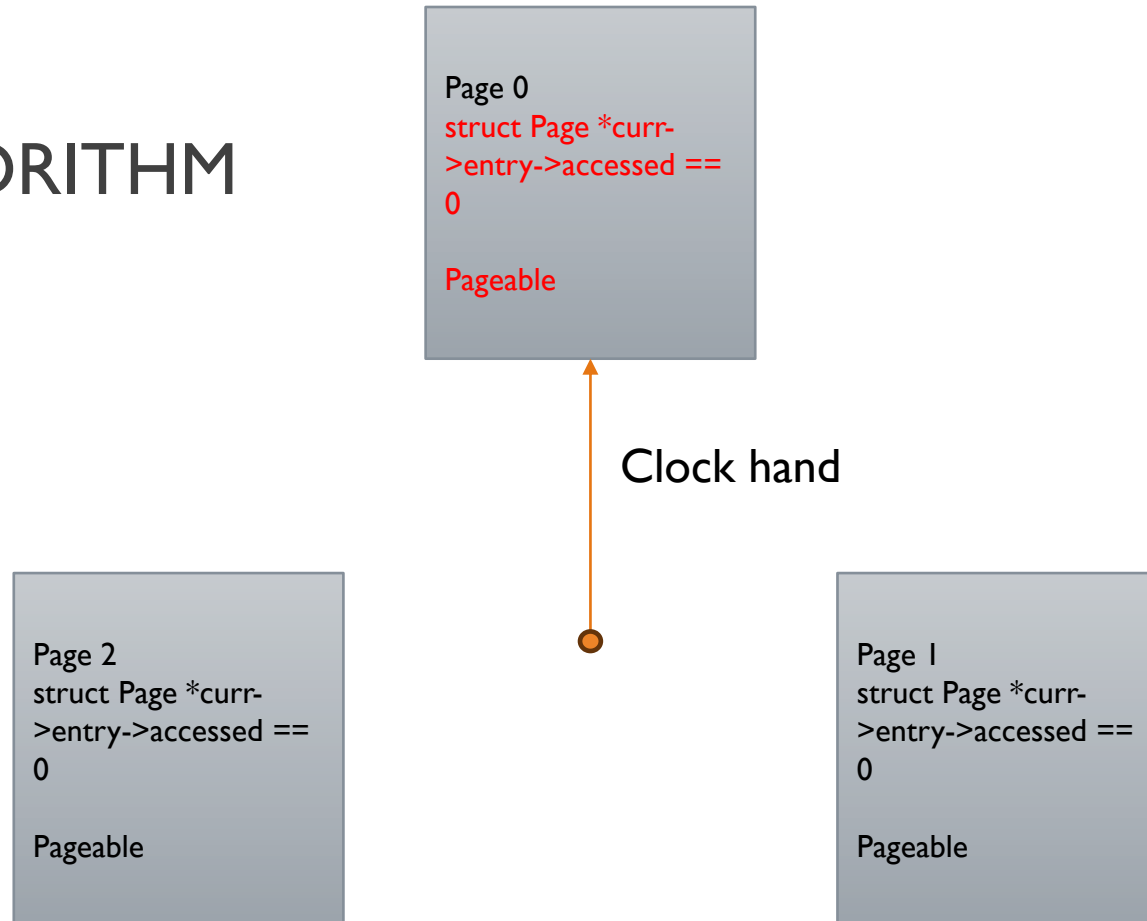 ORITHM
Page 0
struct Page *curr-
>entry->accessed ==
0
Pageable
Clock hand
Page 2
struct Page *curr-
>entry->accessed ==
0
Pageable
Page 1
struct Page *curr-
>entry->accessed ==
0
Pageable